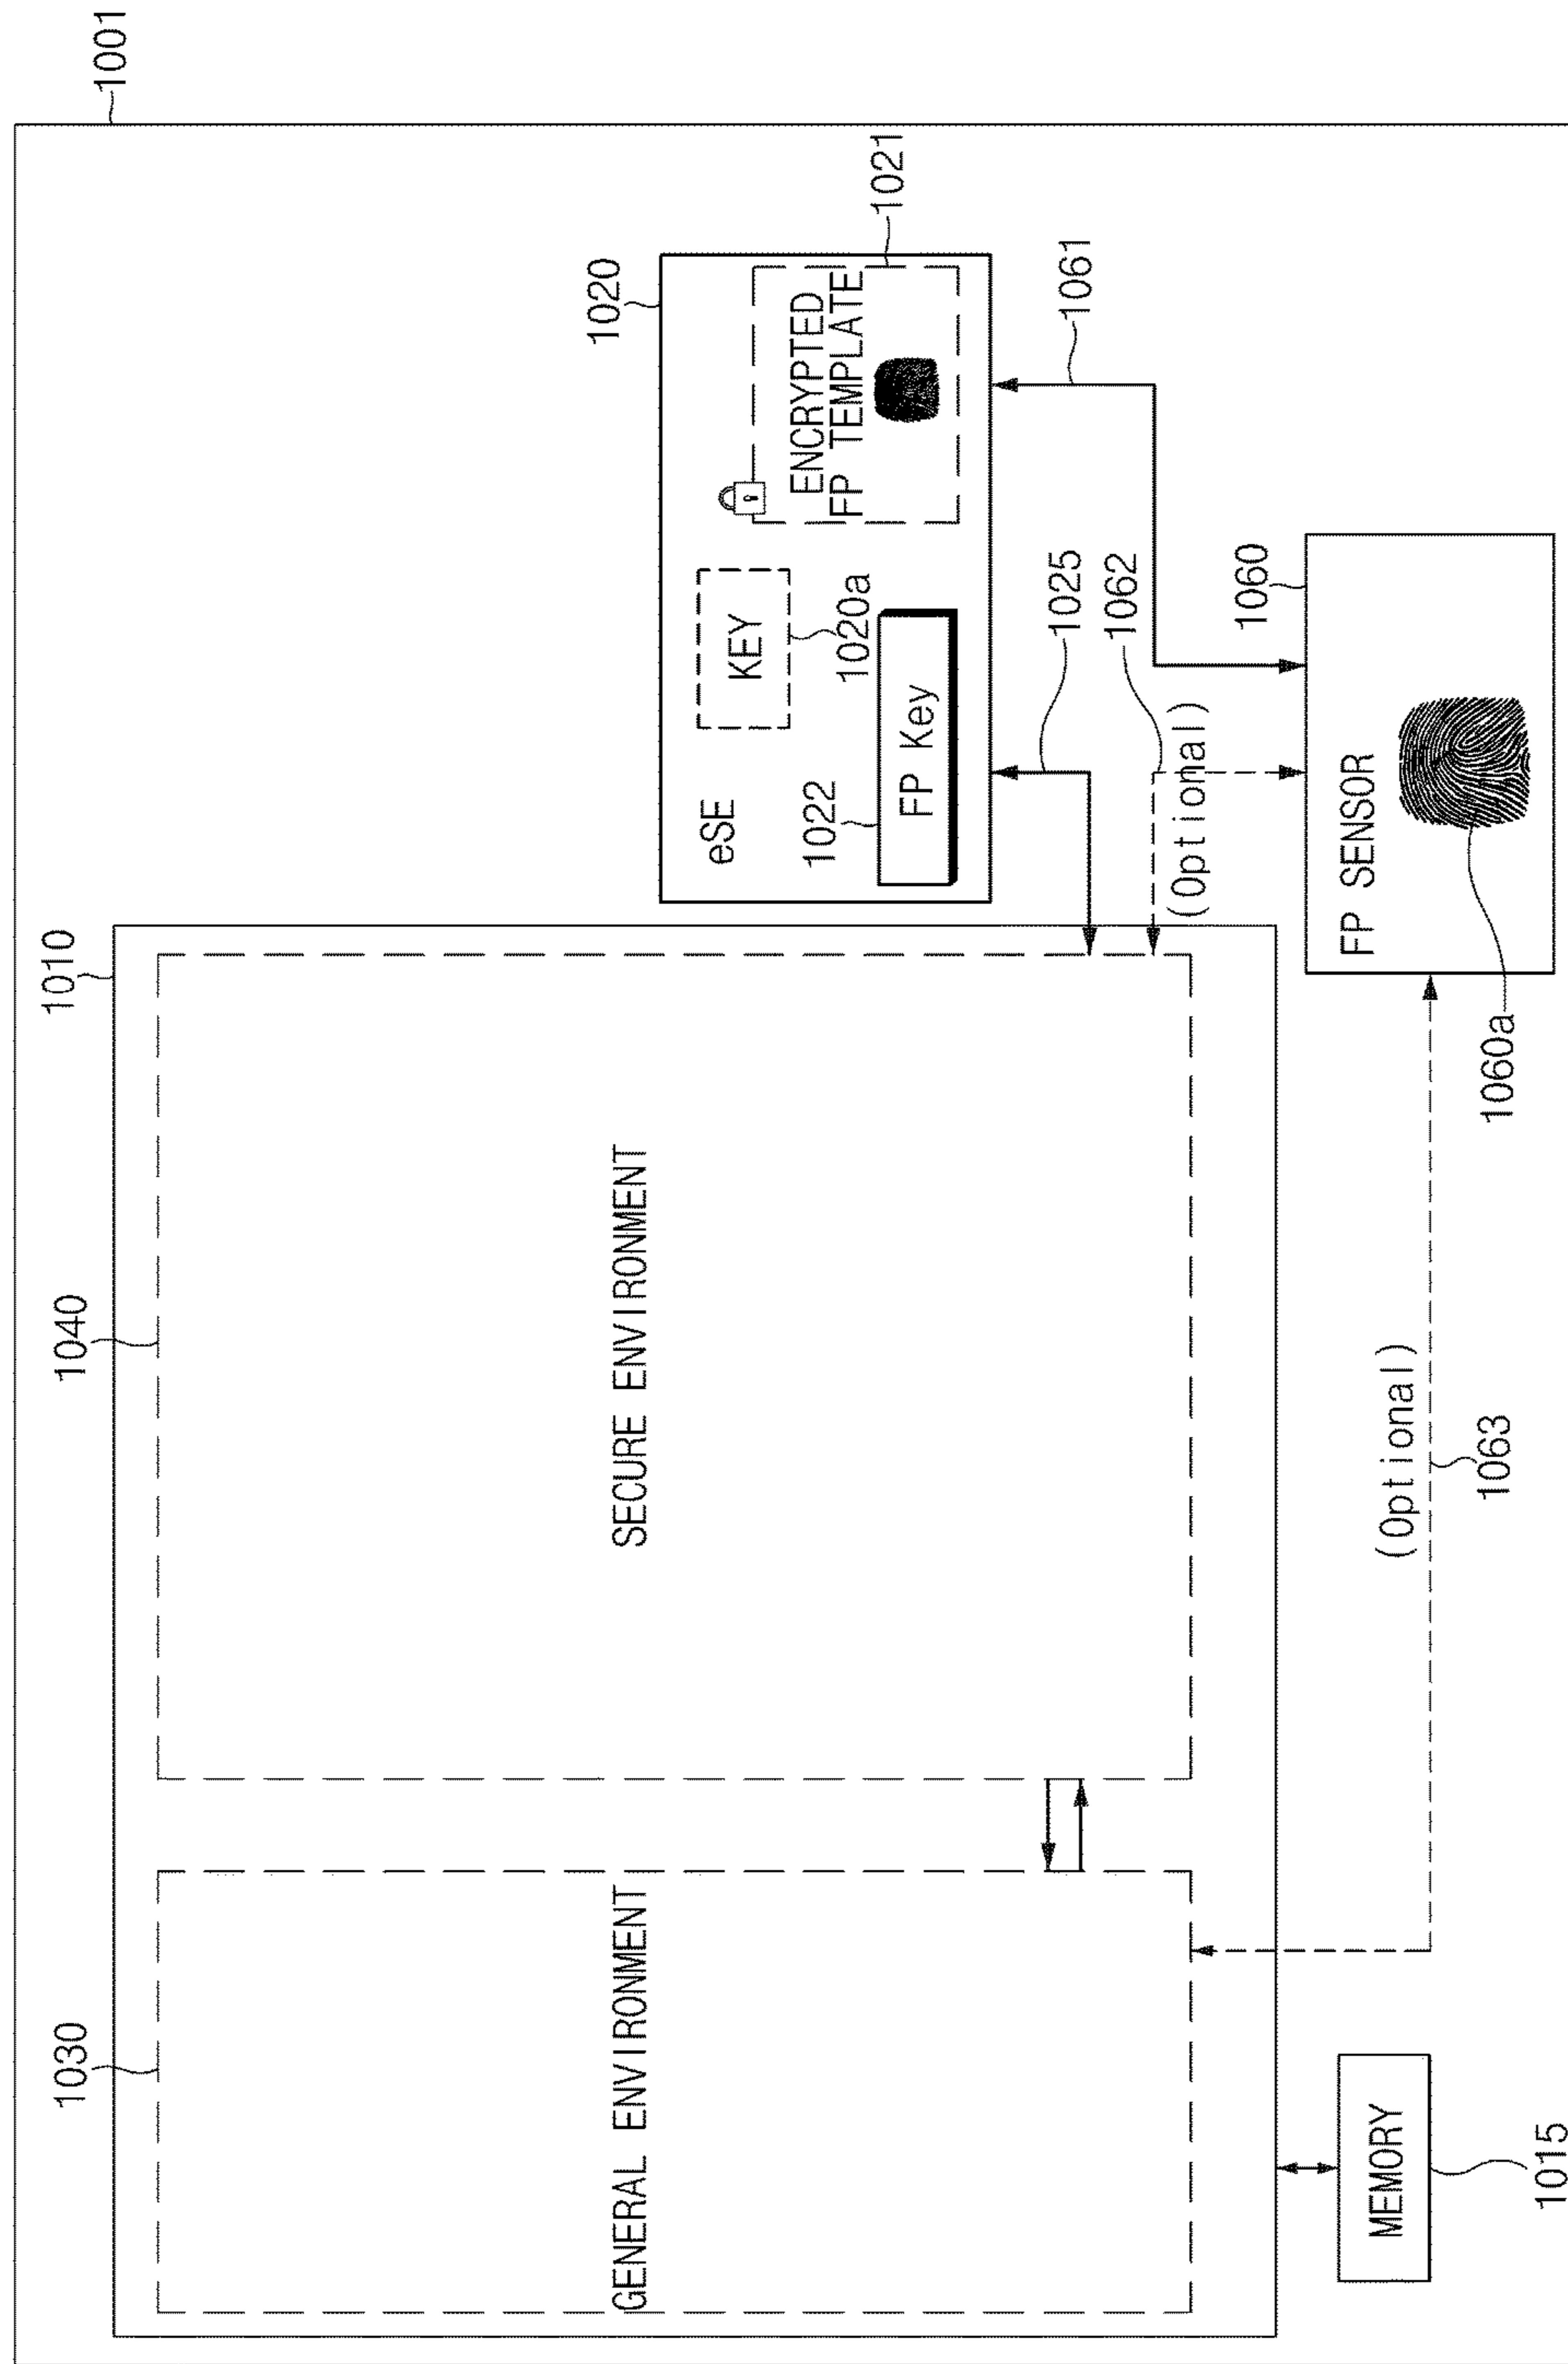 1001
1010
1030
1040
GENERAL ENVIRONMENT
SECURE ENVIRONMENT
1020
eSE
KEY
1020a
ENCRYPTED
FP TEMPLATE
1021
1022
FP Key
1025
1061
1062
(Optional)
MEMORY
1015
(Optional)
1063
1060
FP SENSOR
1060a